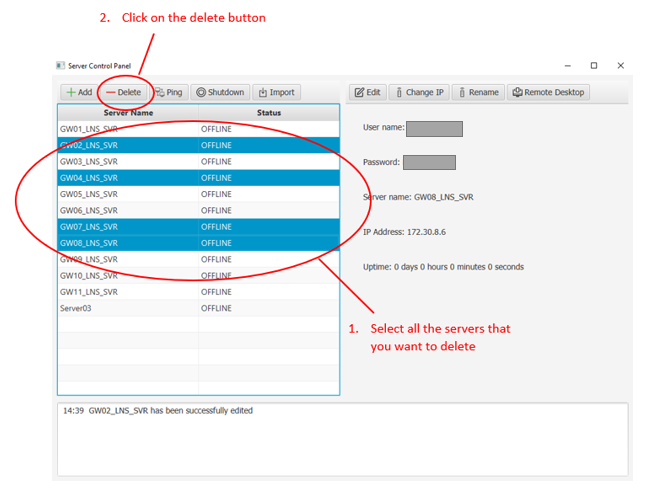 2. Click on the delete button
Server Control Panel
Add Delete Ping Shutdown Import Edit Change IP Rename Remote Desktop
Server Name Status
GW01_LNS_SVR OFFLINE
GW02_LNS_SVR OFFLINE
GW03_LNS_SVR OFFLINE
GW04_LNS_SVR OFFLINE
GW05_LNS_SVR OFFLINE
GW06_LNS_SVR OFFLINE
GW07_LNS_SVR OFFLINE
GW08_LNS_SVR OFFLINE
GW09_LNS_SVR OFFLINE
GW10_LNS_SVR OFFLINE
GW11_LNS_SVR OFFLINE
Server03 OFFLINE
User name:
Password:
Server name: GW08_LNS_SVR
IP Address: 172.30.8.6
Uptime: 0 days 0 hours 0 minutes 0 seconds
1. Select all the servers that
you want to delete
14:39 GW02_LNS_SVR has been successfully edited